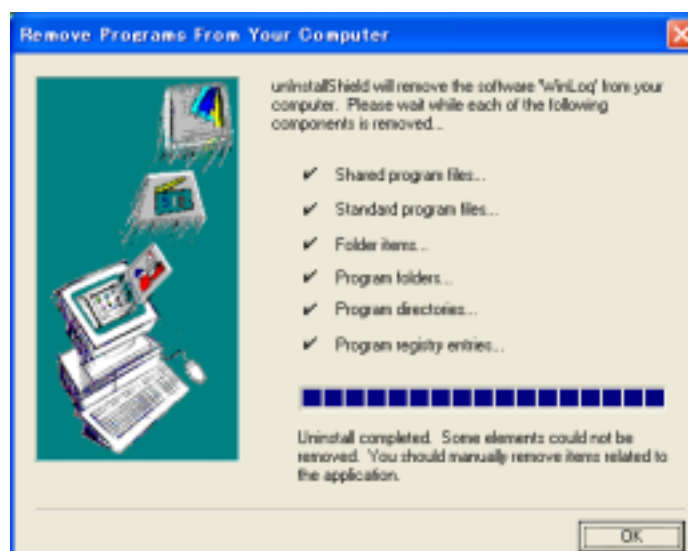 Remove Programs From Your Computer
unInstallShield will remove the software 'WinLog' from your
computer. Please wait while each of the following
components is removed...
✔ Shared program files...
✔ Standard program files...
✔ Folder items...
✔ Program folders...
✔ Program directories...
✔ Program registry entries...
Uninstall completed. Some elements could not be
removed. You should manually remove items related to
the application.
OK